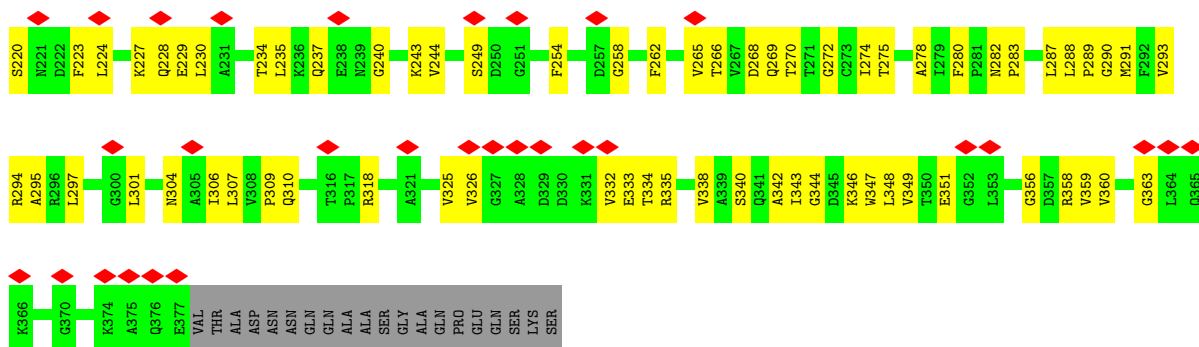 S220 N221 D222 F223 L224 K227 Q228 E229 L230 A231 T234 L235 K236 Q237 E238 N239 G240 K243 V244 S249 D250 G251 F254 D257 G258 F262 V265 T266 V267 D268 Q269 T270 T271 G272 C273 I274 T275 A278 I279 F280 P281 N282 P283 L287 L288 P289 G290 M291 F292 V293
R294 A295 R296 L297 G300 L301 N304 A305 I306 L307 V308 P309 Q310 T316 P317 R318 A321 V325 V326 G327 A328 D329 D330 K331 V332 E333 T334 R335 V338 A339 S340 Q341 A342 I343 G344 D345 K346 W347 L348 V349 T350 E351 G352 L353 G356 D357 R358 V359 V360 G363 L364 Q365
K366 G370 K374 A375 Q376 E377 VAL THR ALA ASP ASN ASN GLN GLN ALA ALA SER GLY ALA GLN PRO GLU GLN SER LYS SER